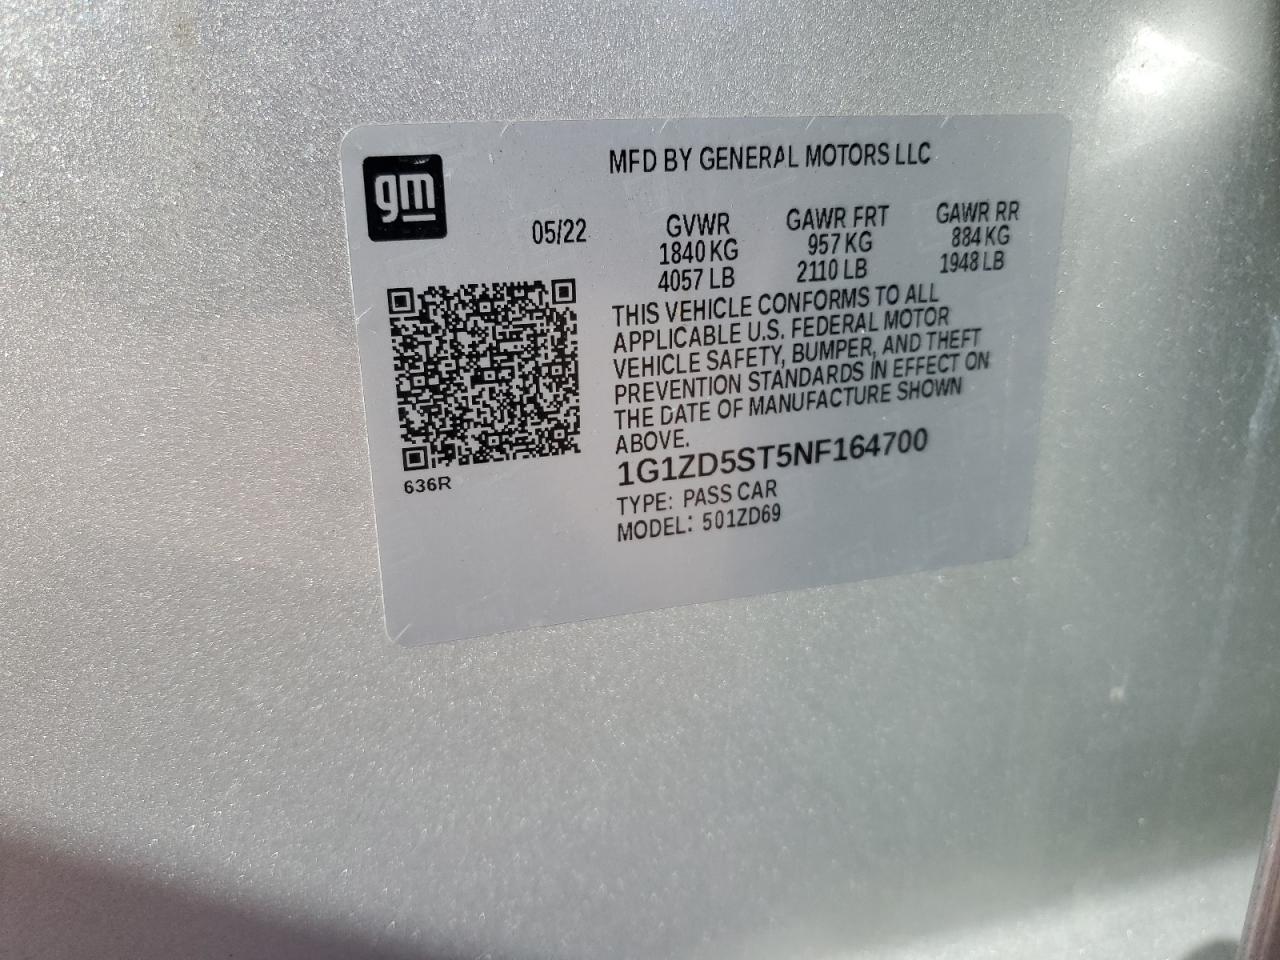 gm
MFD BY GENERAL MOTORS LLC
05/22 GVWR GAWR FRT GAWR RR
1840 KG 957 KG 884 KG
4057 LB 2110 LB 1948 LB
THIS VEHICLE CONFORMS TO ALL
APPLICABLE U.S. FEDERAL MOTOR
VEHICLE SAFETY, BUMPER, AND THEFT
PREVENTION STANDARDS IN EFFECT ON
THE DATE OF MANUFACTURE SHOWN
ABOVE.
1G1ZD5ST5NF164700
TYPE: PASS CAR
MODEL: 501ZD69
636R